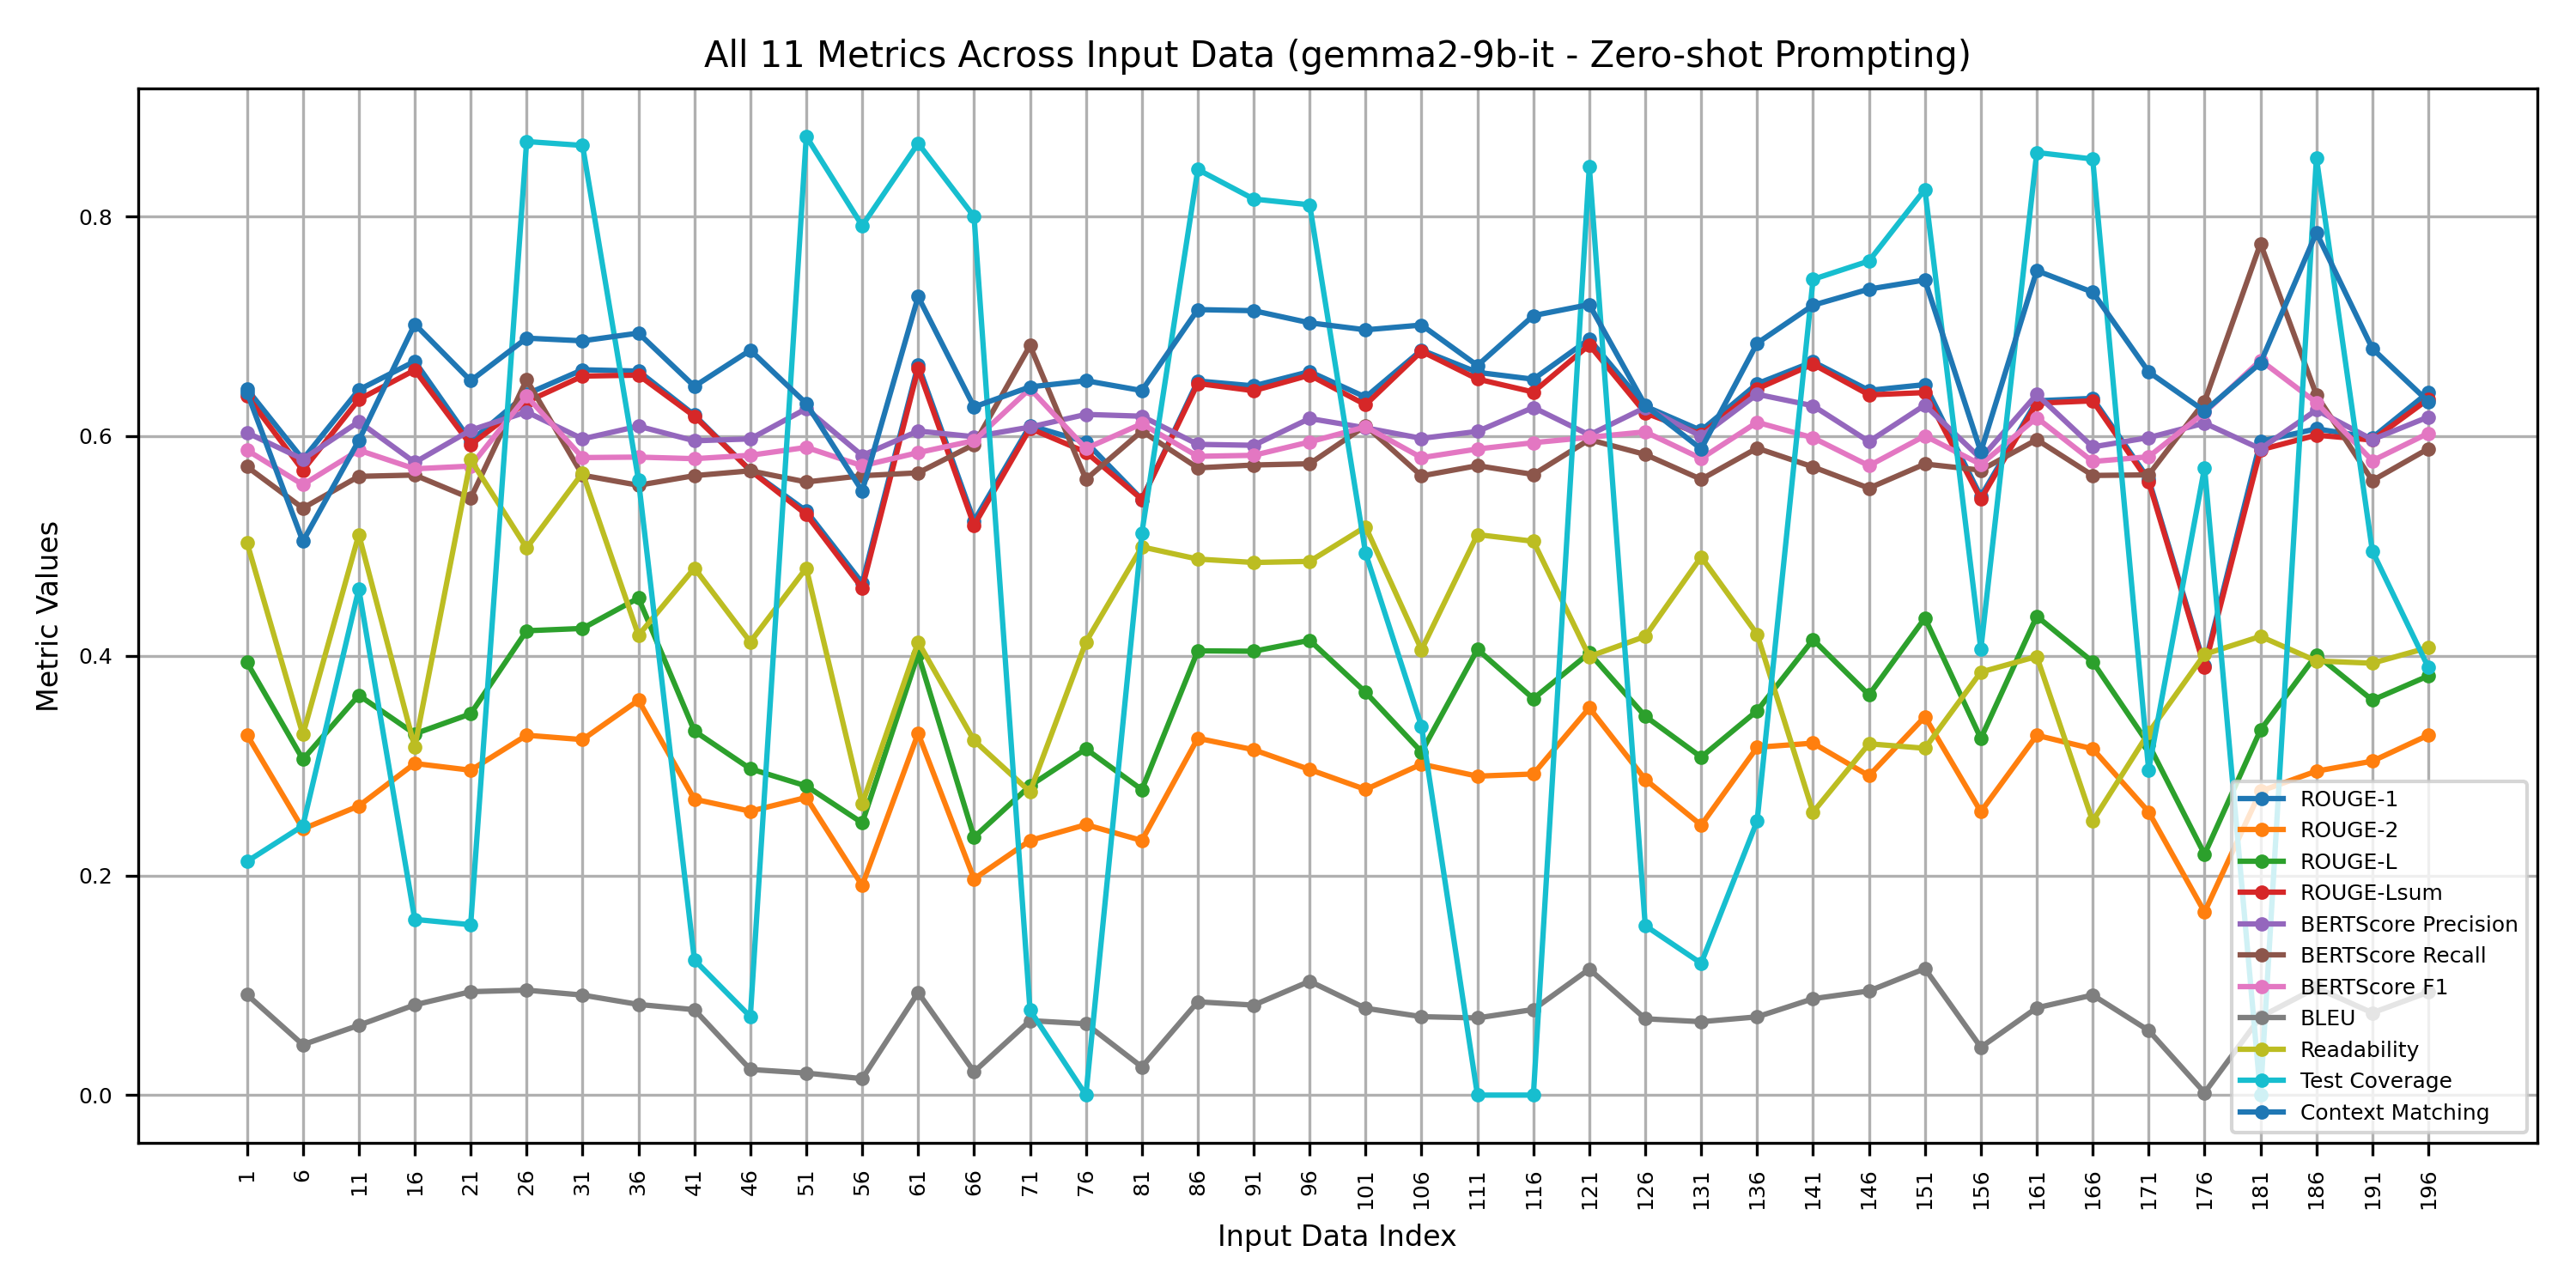 All 11 Metrics Across Input Data (gemma2-9b-it - Zero-shot Prompting)
Metric Values
0.8
0.6
0.4
0.2
0.0
ROUGE-1
ROUGE-2
ROUGE-L
ROUGE-Lsum
BERTScore Precision
BERTScore Recall
BERTScore F1
BLEU
Readability
Test Coverage
Context Matching
1 6 11 16 21 26 31 36 41 46 51 56 61 66 71 76 81 86 91 96 101 106 111 116 121 126 131 136 141 146 151 156 161 166 171 176 181 186 191 196
Input Data Index